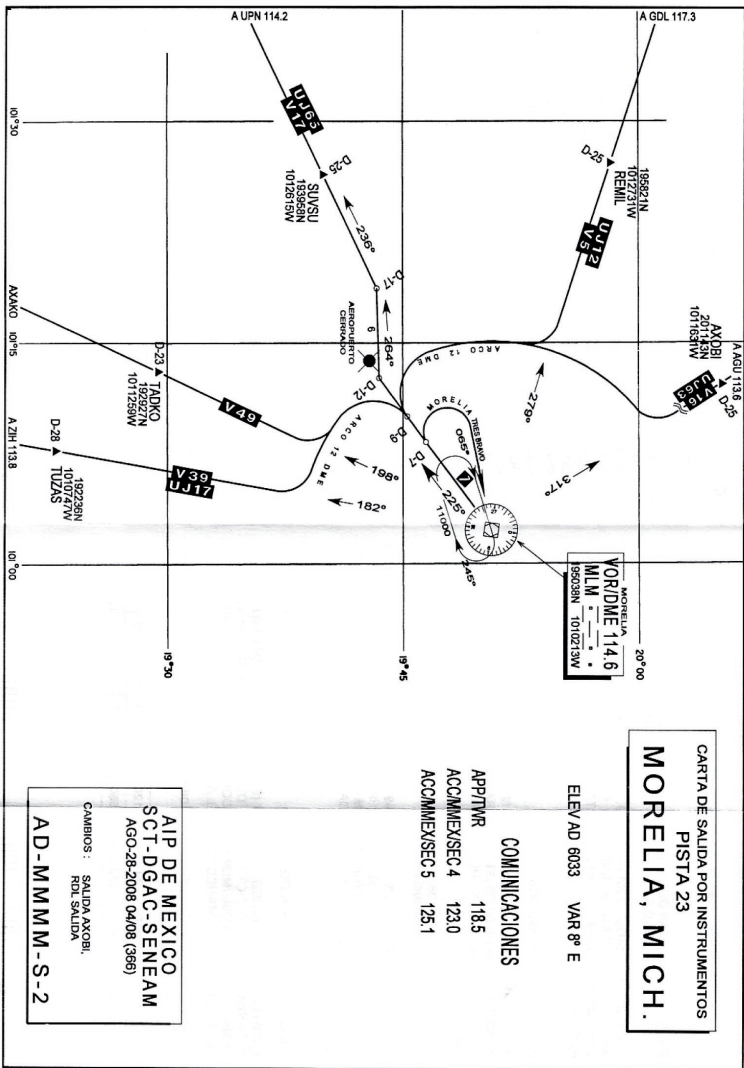 CARTA DE SALIDA POR INSTRUMENTOS
PISTA 23
MORELIA, MICH.
ELEV AD 6033 VAR 8° E
COMUNICACIONES
APP/TWR 118.5
ACC/MMEX/SEC 4 123.0
ACC/MMEX/SEC 5 125.1
AIP DE MEXICO
SCT-DGAC-SENEAM
AGO-28-2008 04/08 (366)
CAMBIOS: SALIDA AXOBI,
RDL SALIDA
AD-MMMM-S-2
A GDL 117.3
D-25
REMIL
195821N
1012731W
UJ12
V5
A AGU 113.6
AXOBI
201143N
1011631W
D-25
V16
UJ63
20°00
MORELIA
VOR/DME 114.6
MLM
195038N 1010213W
ARCO 12 DME
279°
317°
MORELIA TRES BRAVO
065°
7
225°
11000
245°
D-7
D-9
D-12
264°
6
D-17
AEROPUERTO
CERRADO
236°
A UPN 114.2
UJ65
V17
D-25
SUVSU
193958N
1012615W
19°45
ARCO 12 DME
198°
182°
AXAKO
D-23
TADKO
192927N
1011259W
V49
A ZIH 113.8
D-28
TUZAS
192236N
1010747W
V39
UJ17
19°30
101°30
101°15
101°00